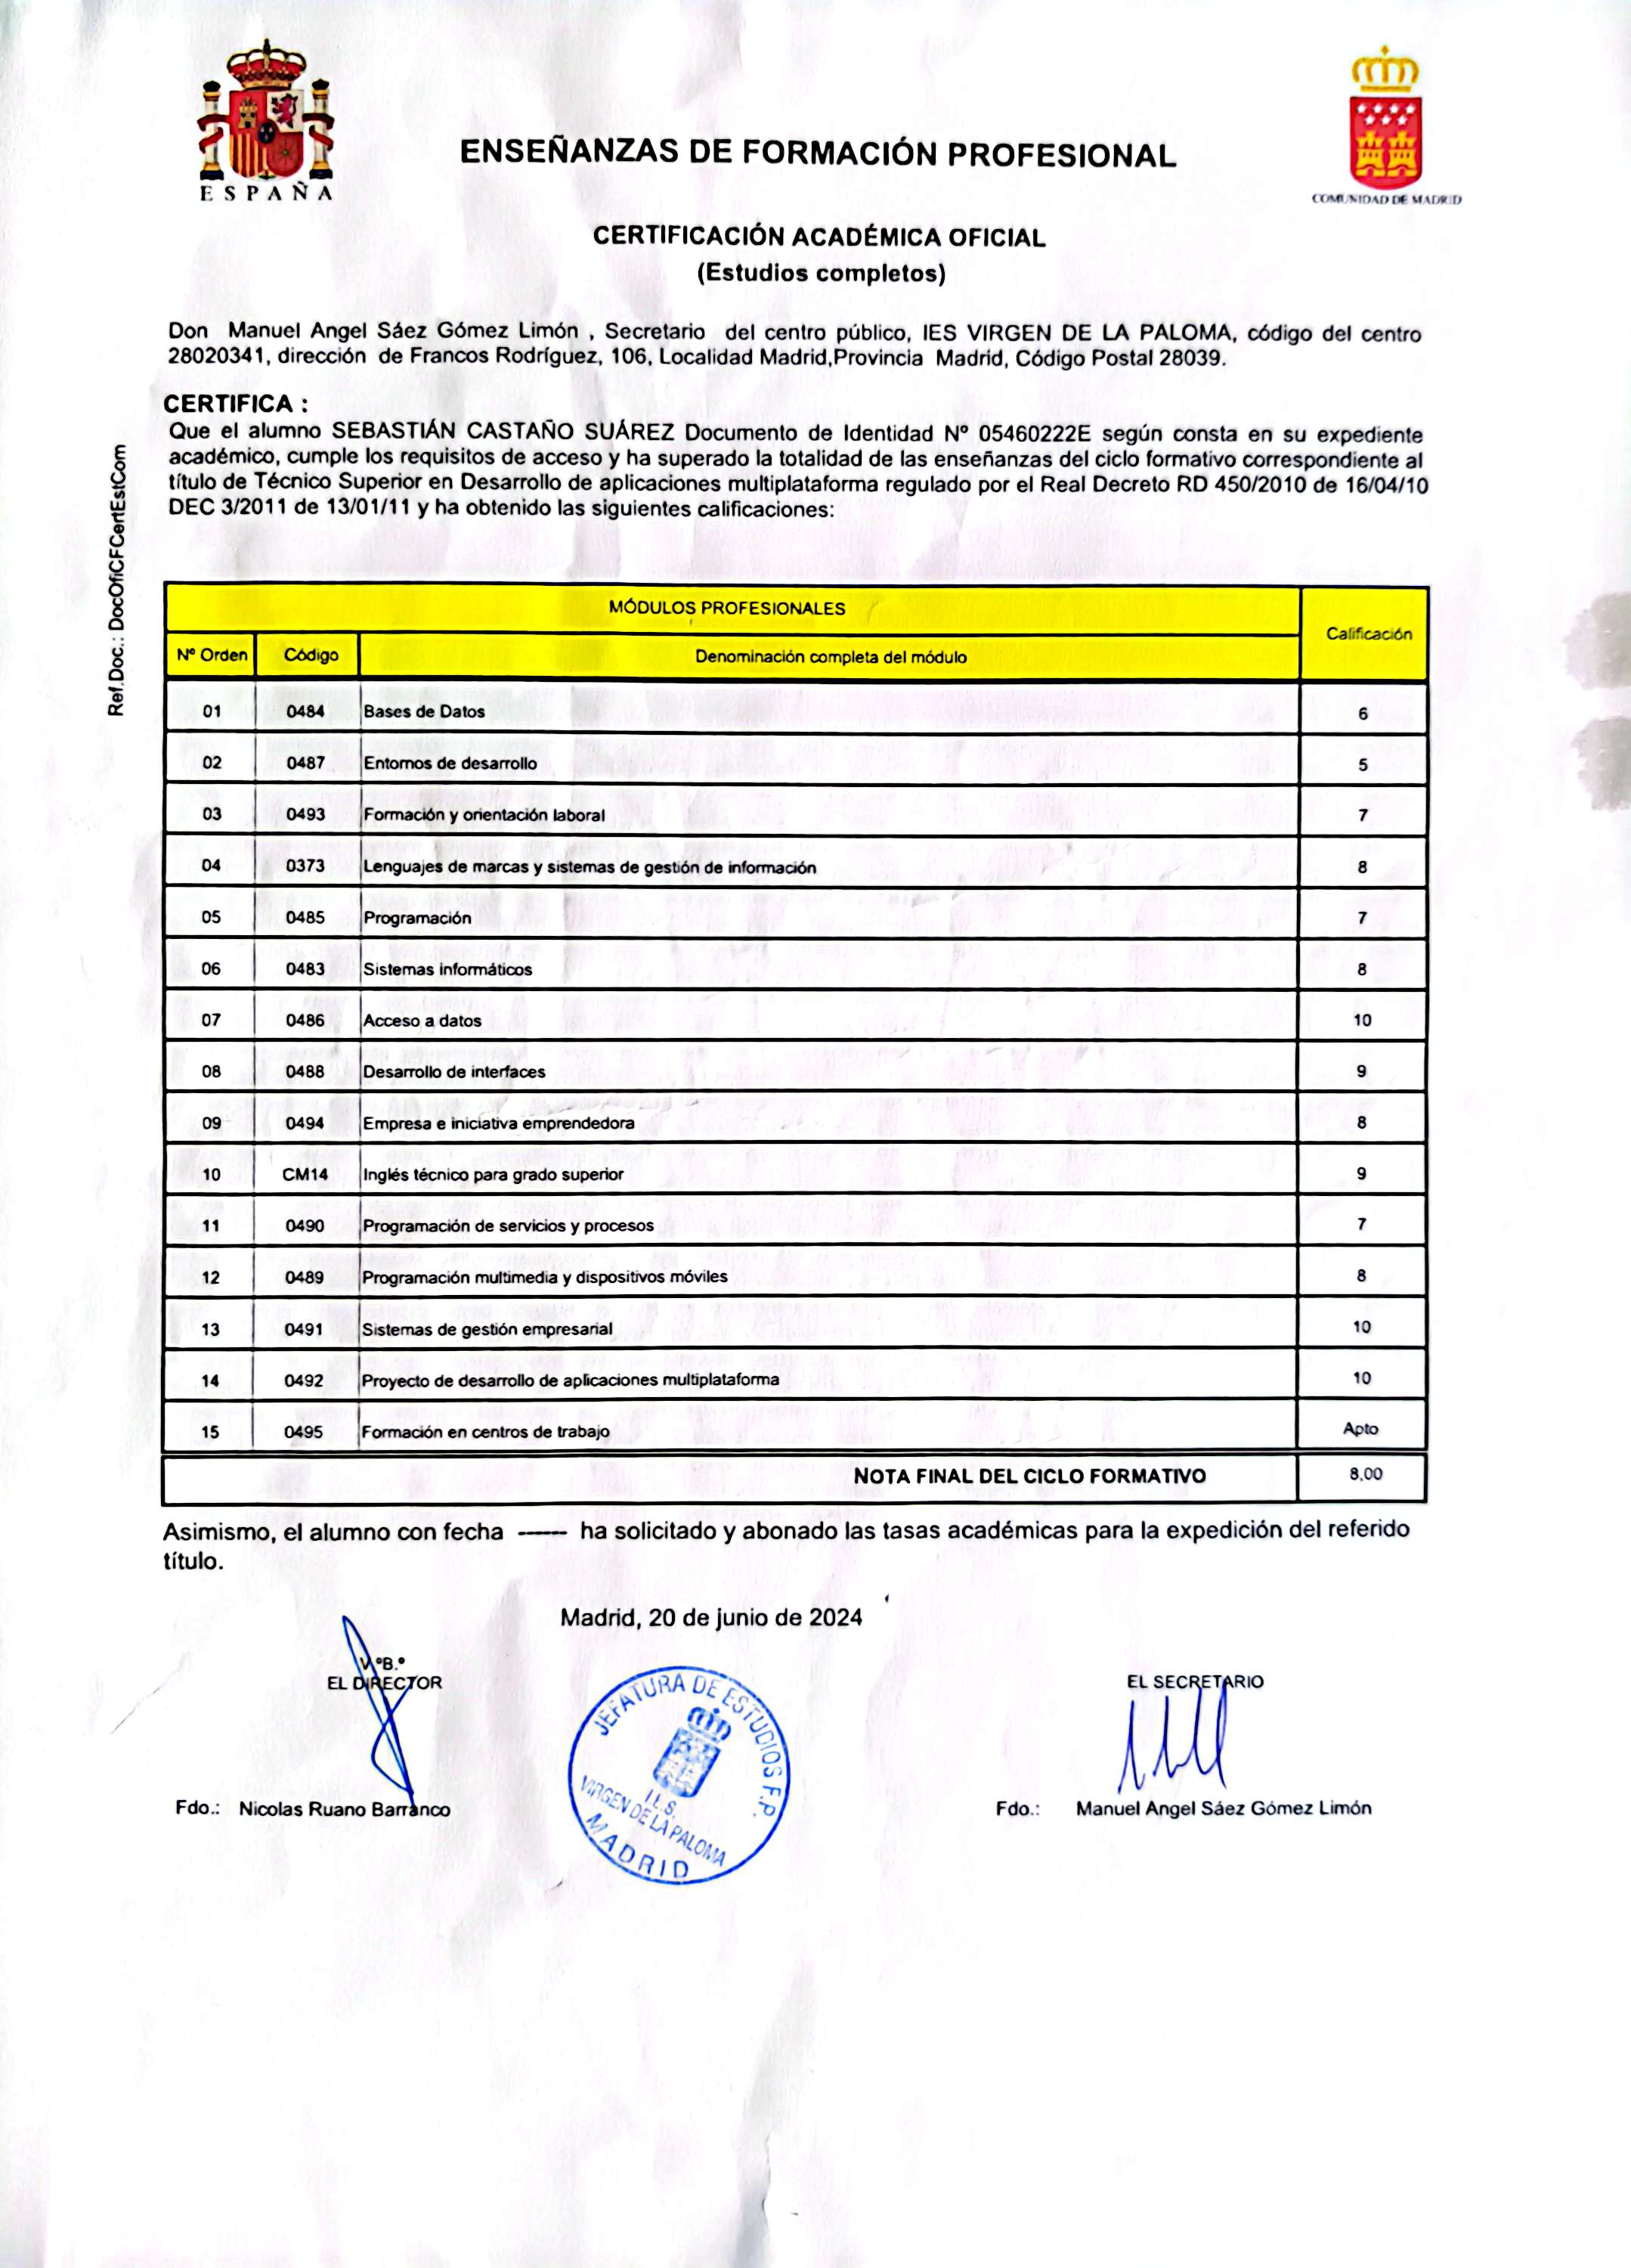 ESPAÑA
COMUNIDAD DE MADRID
ENSEÑANZAS DE FORMACIÓN PROFESIONAL
CERTIFICACIÓN ACADÉMICA OFICIAL
(Estudios completos)
Don Manuel Angel Sáez Gómez Limón , Secretario del centro público, IES VIRGEN DE LA PALOMA, código del centro
28020341, dirección de Francos Rodríguez, 106, Localidad Madrid,Provincia Madrid, Código Postal 28039.
CERTIFICA :
Que el alumno SEBASTIÁN CASTAÑO SUÁREZ Documento de Identidad Nº 05460222E según consta en su expediente
académico, cumple los requisitos de acceso y ha superado la totalidad de las enseñanzas del ciclo formativo correspondiente al
título de Técnico Superior en Desarrollo de aplicaciones multiplataforma regulado por el Real Decreto RD 450/2010 de 16/04/10
DEC 3/2011 de 13/01/11 y ha obtenido las siguientes calificaciones:
Ref.Doc.: DocOfiCFCertEstCom
MÓDULOS PROFESIONALES
Calificación
Nº Orden Código Denominación completa del módulo
01 0484 Bases de Datos 6
02 0487 Entornos de desarrollo 5
03 0493 Formación y orientación laboral 7
04 0373 Lenguajes de marcas y sistemas de gestión de información 8
05 0485 Programación 7
06 0483 Sistemas informáticos 8
07 0486 Acceso a datos 10
08 0488 Desarrollo de interfaces 9
09 0494 Empresa e iniciativa emprendedora 8
10 CM14 Inglés técnico para grado superior 9
11 0490 Programación de servicios y procesos 7
12 0489 Programación multimedia y dispositivos móviles 8
13 0491 Sistemas de gestión empresarial 10
14 0492 Proyecto de desarrollo de aplicaciones multiplataforma 10
15 0495 Formación en centros de trabajo Apto
NOTA FINAL DEL CICLO FORMATIVO 8,00
Asimismo, el alumno con fecha ------ ha solicitado y abonado las tasas académicas para la expedición del referido
título.
Madrid, 20 de junio de 2024
V.ºB.º
EL DIRECTOR
EL SECRETARIO
JEFATURA DE ESTUDIOS F.P.
I.E.S.
VIRGEN DE LA PALOMA
MADRID
Fdo.: Nicolas Ruano Barranco
Fdo.: Manuel Angel Sáez Gómez Limón